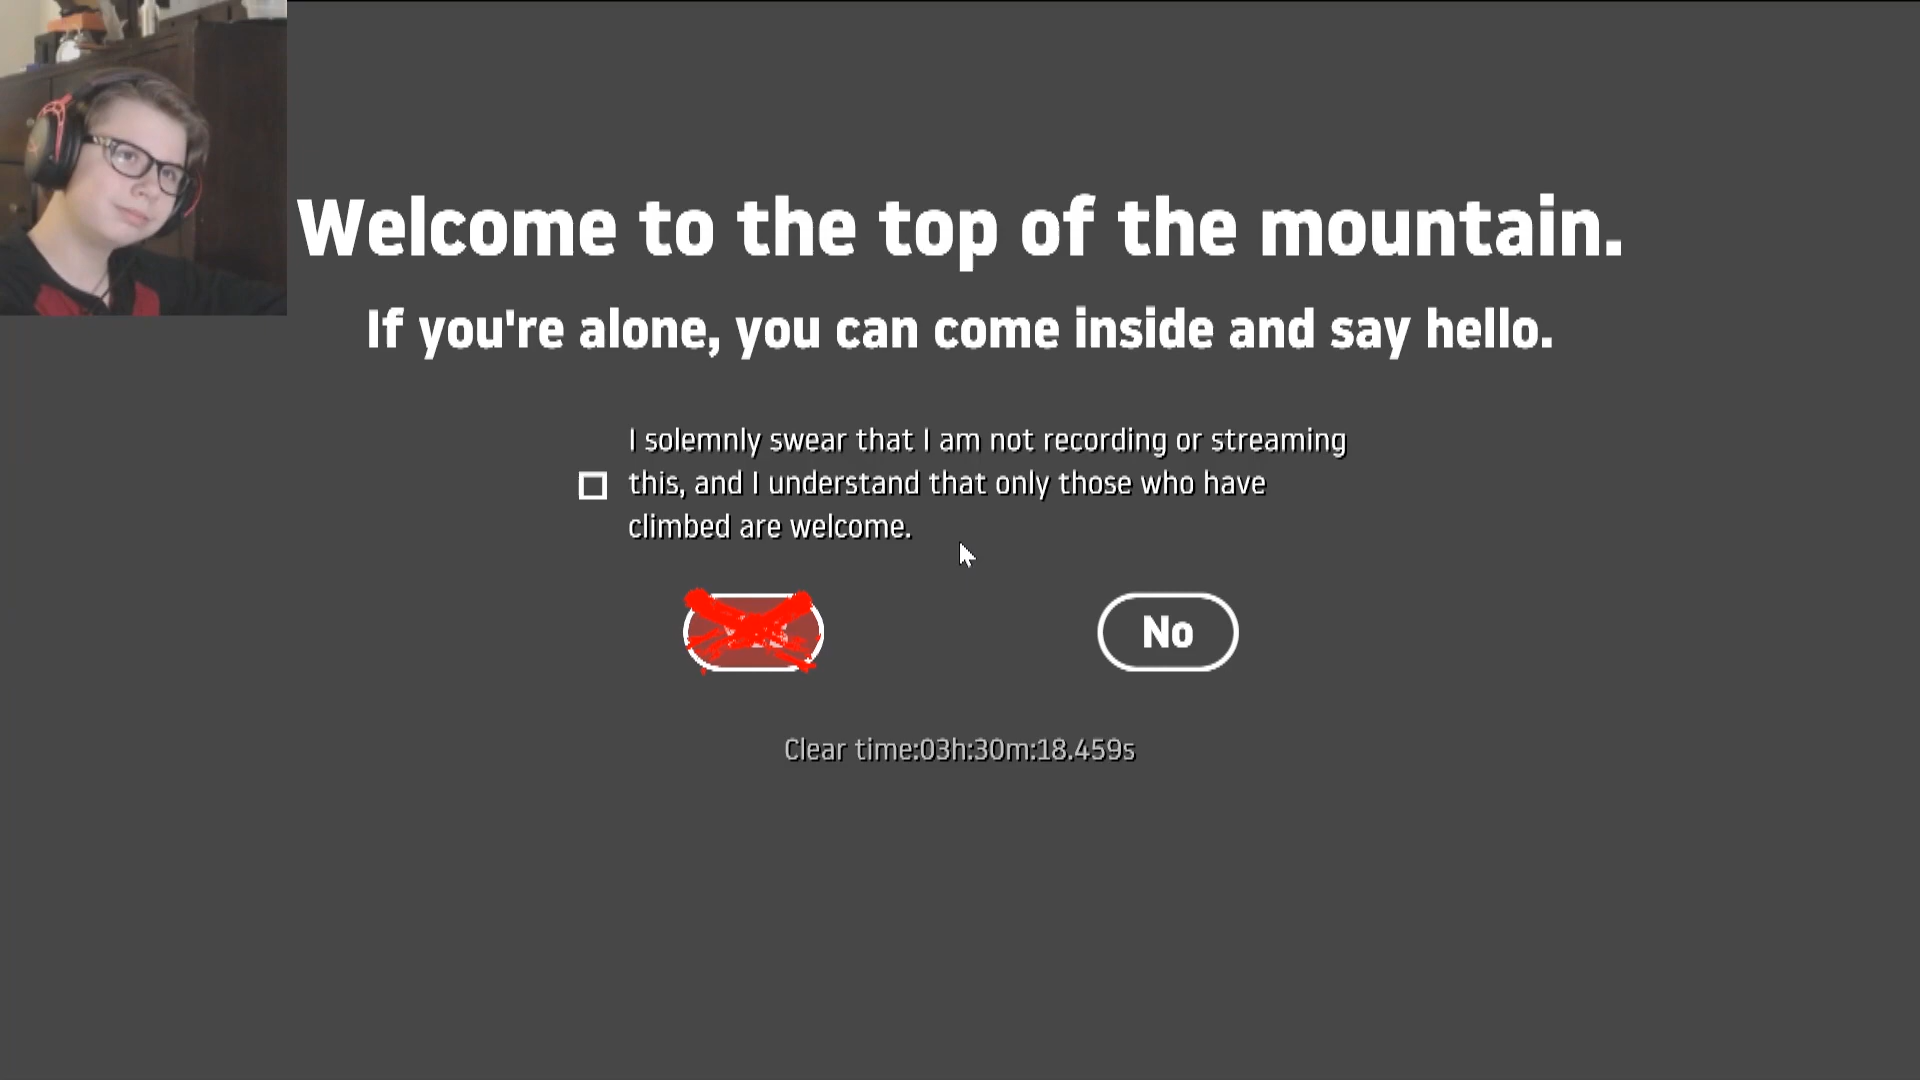 Welcome to the top of the mountain.
If you're alone, you can come inside and say hello.
I solemnly swear that I am not recording or streaming
this, and I understand that only those who have
climbed are welcome.
No
Clear time:03h:30m:18.459s